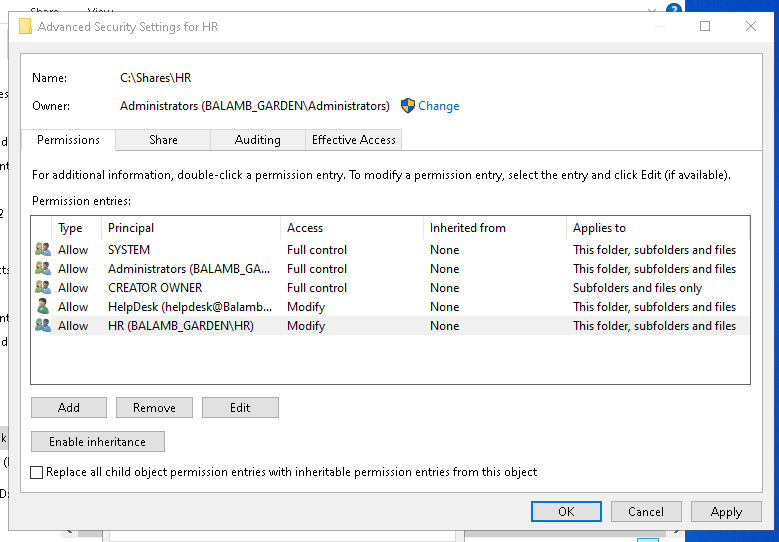 Share View
Advanced Security Settings for HR
Name: C:\Shares\HR
Owner: Administrators (BALAMB_GARDEN\Administrators) Change
Permissions Share Auditing Effective Access
For additional information, double-click a permission entry. To modify a permission entry, select the entry and click Edit (if available).
Permission entries:
Type Principal Access Inherited from Applies to
Allow SYSTEM Full control None This folder, subfolders and files
Allow Administrators (BALAMB_GA... Full control None This folder, subfolders and files
Allow CREATOR OWNER Full control None Subfolders and files only
Allow HelpDesk (helpdesk@Balamb... Modify None This folder, subfolders and files
Allow HR (BALAMB_GARDEN\HR) Modify None This folder, subfolders and files
Add Remove Edit
Enable inheritance
Replace all child object permission entries with inheritable permission entries from this object
OK Cancel Apply